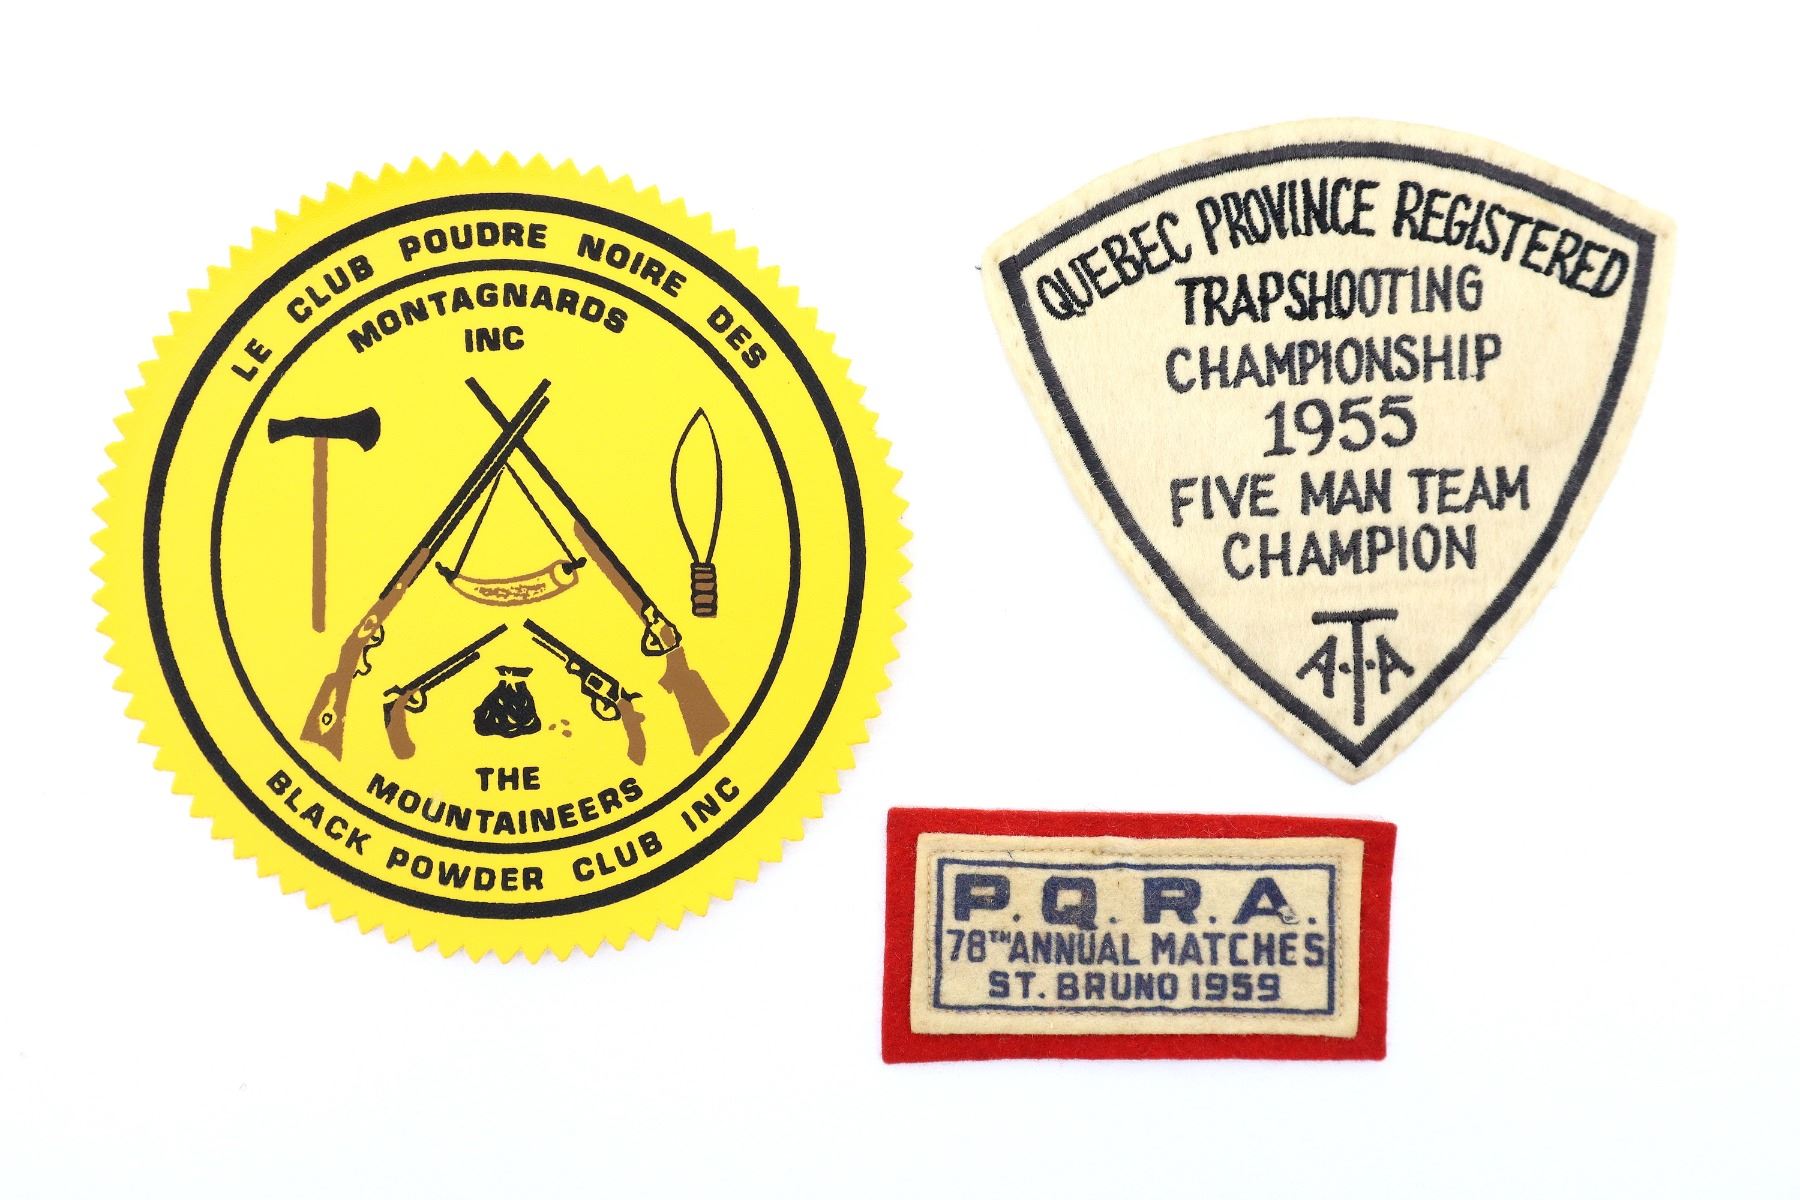 LE CLUB POUDRE NOIRE DES
MONTAGNARDS
INC
THE
MOUNTAINEERS
BLACK POWDER CLUB INC
QUEBEC PROVINCE REGISTERED
TRAPSHOOTING
CHAMPIONSHIP
1955
FIVE MAN TEAM
CHAMPION
A.T.A
P.Q.R.A.
78TH ANNUAL MATCHES
ST. BRUNO 1959